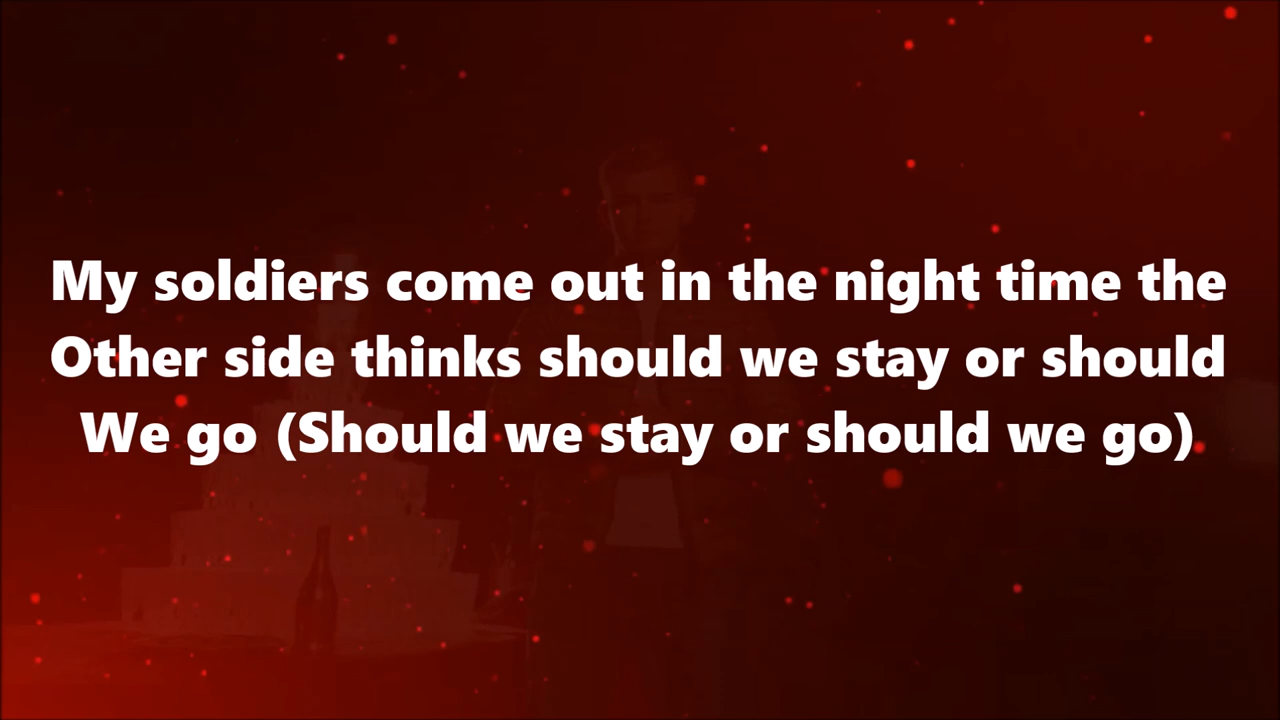 My soldiers come out in the night time the
Other side thinks should we stay or should
We go (Should we stay or should we go)